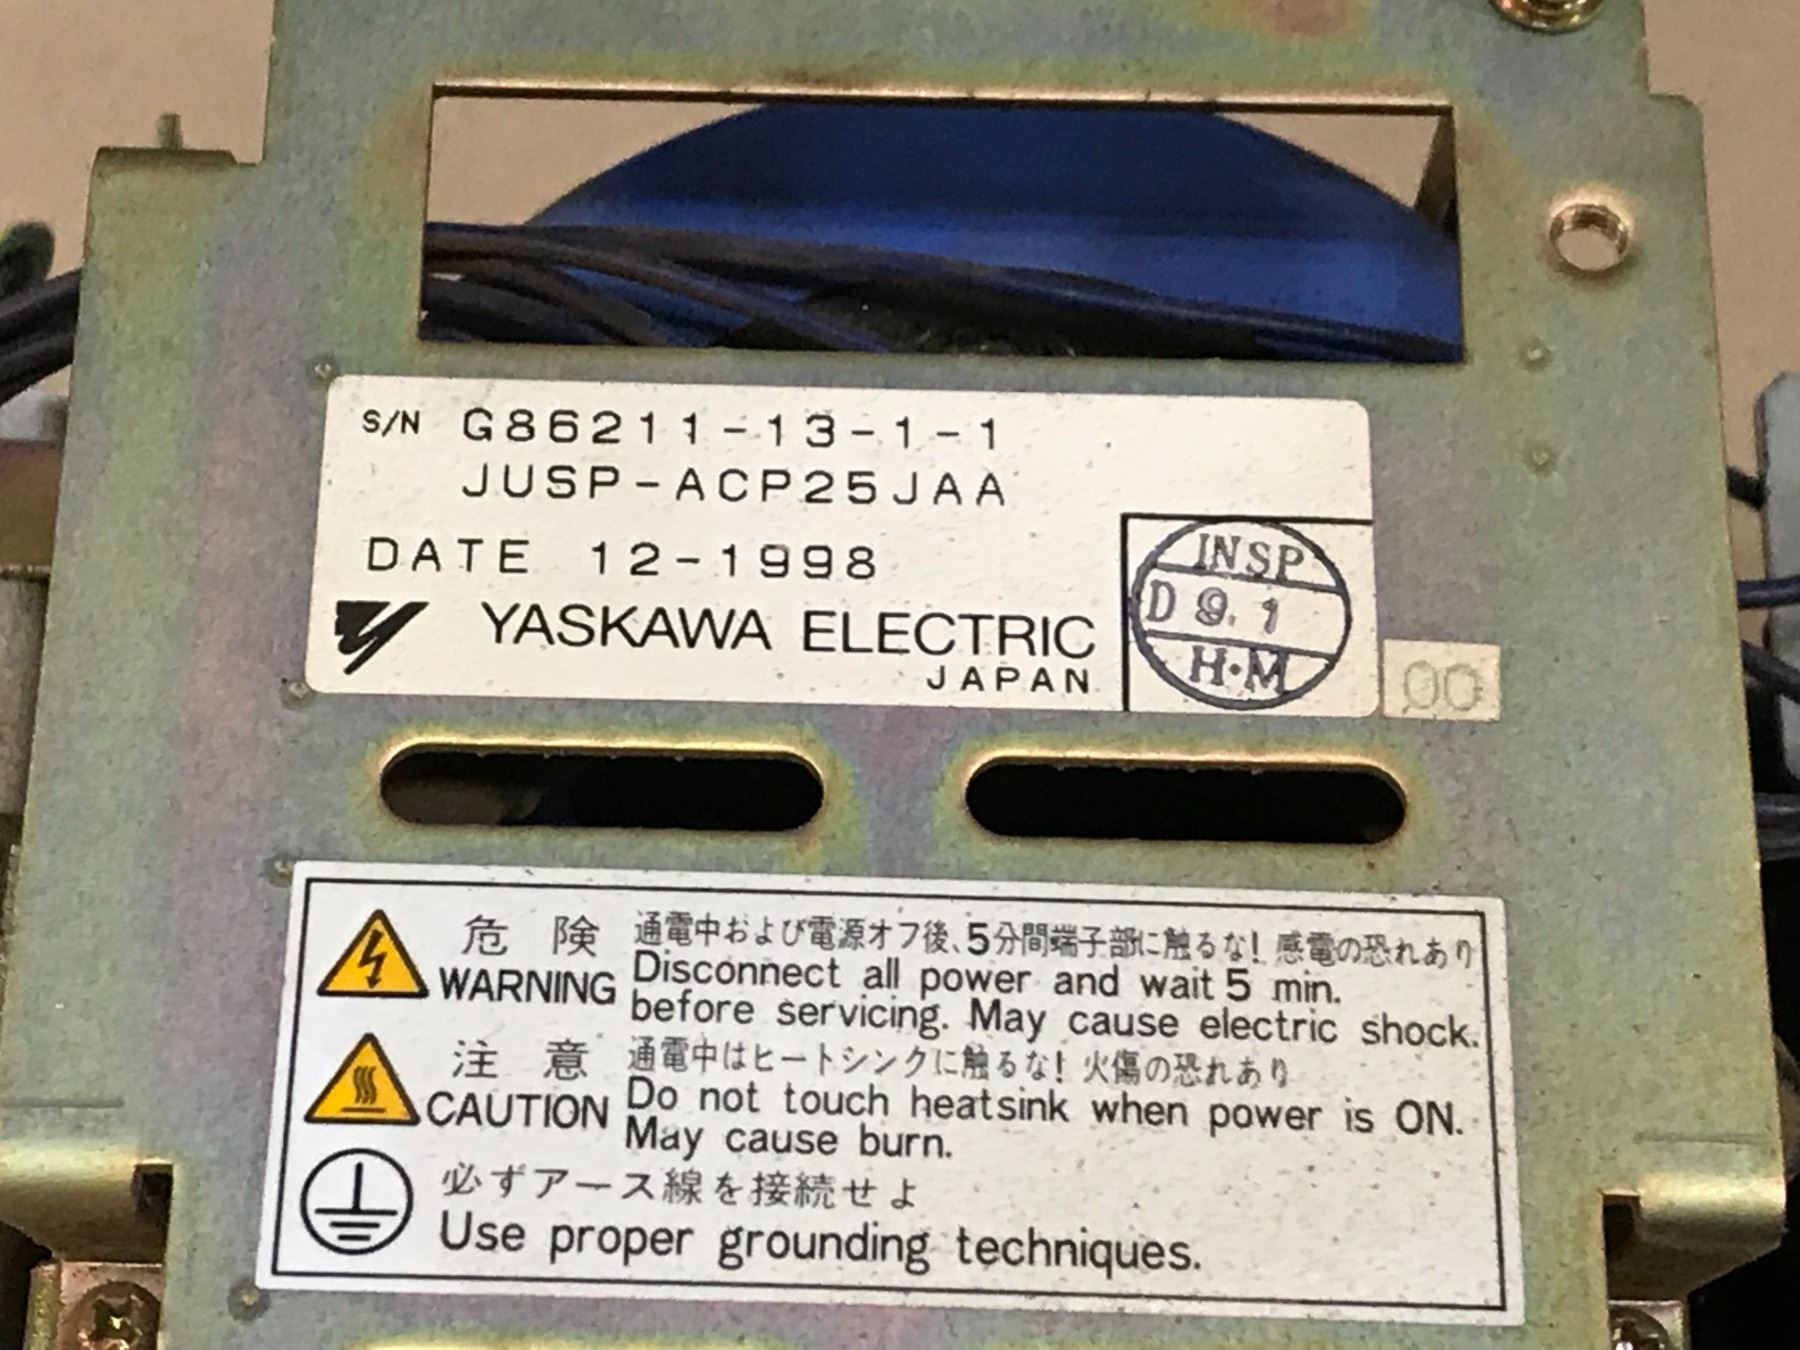 S/N G86211-13-1-1
JUSP-ACP25JAA
DATE 12-1998
YASKAWA ELECTRIC
JAPAN
INSP
D 9.1
H·M
00
危険 通電中および電源オフ後、5分間端子部に触るな! 感電の恐れあり
WARNING Disconnect all power and wait 5 min.
before servicing. May cause electric shock.
注意 通電中はヒートシンクに触るな! 火傷の恐れあり
CAUTION Do not touch heatsink when power is ON.
May cause burn.
必ずアース線を接続せよ
Use proper grounding techniques.